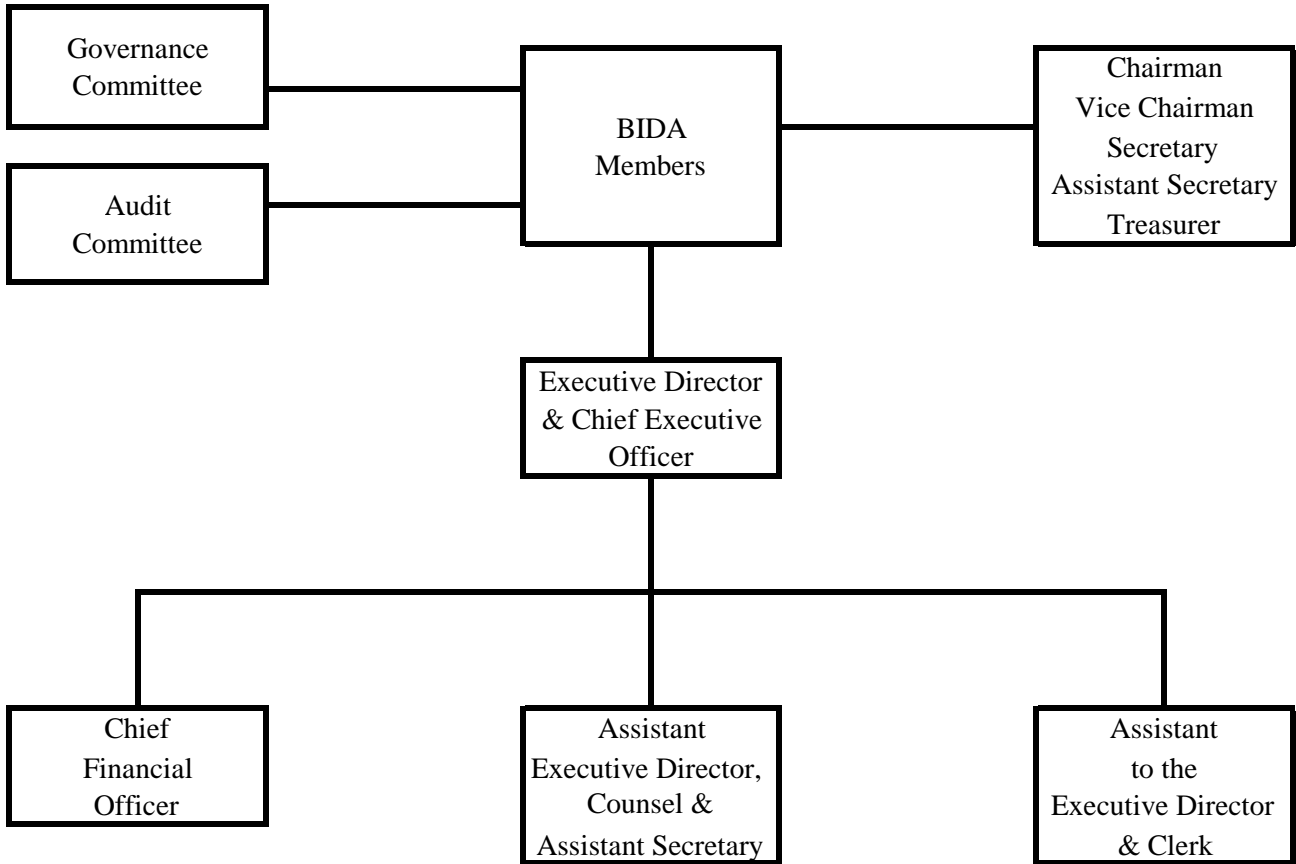 Governance
Committee
BIDA
Members
Chairman
Vice Chairman
Secretary
Assistant Secretary
Treasurer
Audit
Committee
Executive Director
& Chief Executive
Officer
Chief
Financial
Officer
Assistant
Executive Director,
Counsel &
Assistant Secretary
Assistant
to the
Executive Director
& Clerk